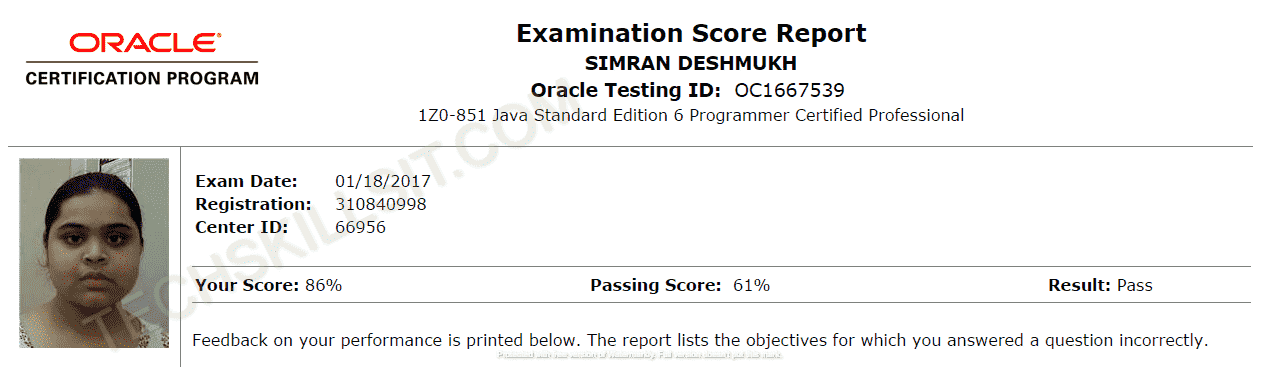 ORACLE
CERTIFICATION PROGRAM
Examination Score Report
SIMRAN DESHMUKH
Oracle Testing ID: OC1667539
1Z0-851 Java Standard Edition 6 Programmer Certified Professional
Exam Date: 01/18/2017
Registration: 310840998
Center ID: 66956
Your Score: 86% Passing Score: 61% Result: Pass
Feedback on your performance is printed below. The report lists the objectives for which you answered a question incorrectly.
TECHSKILLSIT.COM